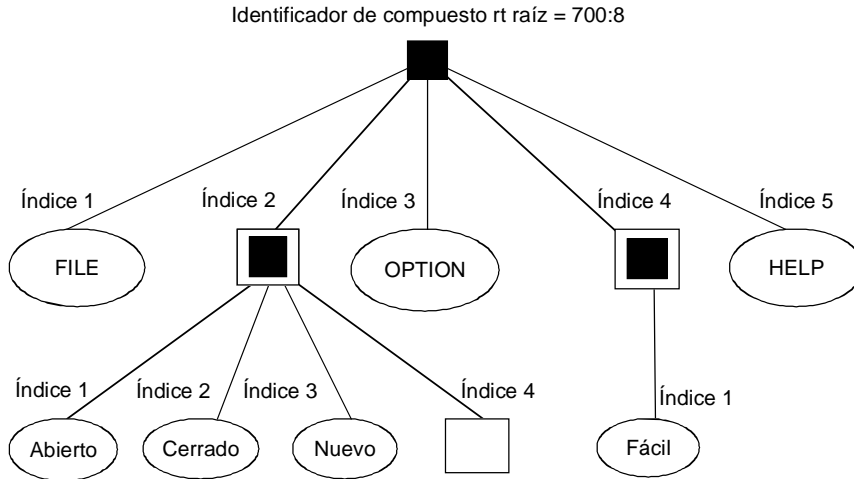 Identificador de compuesto rt raíz = 700:8
Índice 1
Índice 2
Índice 3
Índice 4
Índice 5
FILE
OPTION
HELP
Índice 1
Índice 2
Índice 3
Índice 4
Índice 1
Abierto
Cerrado
Nuevo
Fácil